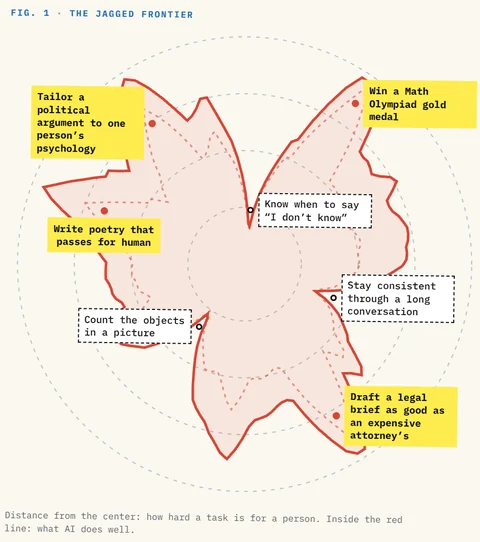 FIG. 1 · THE JAGGED FRONTIER
Tailor a
political
argument to one
person’s
psychology
Win a Math
Olympiad gold
medal
Know when to say
“I don’t know”
Write poetry that
passes for human
Stay consistent
through a long
conversation
Count the objects
in a picture
Draft a legal
brief as good as
an expensive
attorney’s
Distance from the center: how hard a task is for a person. Inside the red
line: what AI does well.